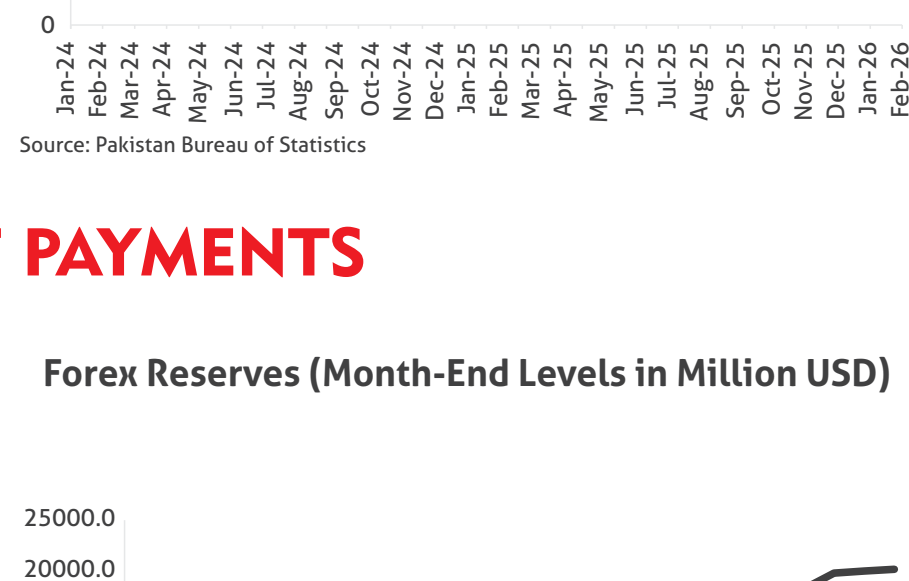 0
Jan-24 Feb-24 Mar-24 Apr-24 May-24 Jun-24 Jul-24 Aug-24 Sep-24 Oct-24 Nov-24 Dec-24 Jan-25 Feb-25 Mar-25 Apr-25 May-25 Jun-25 Jul-25 Aug-25 Sep-25 Oct-25 Nov-25 Dec-25 Jan-26 Feb-26
Source: Pakistan Bureau of Statistics
PAYMENTS
Forex Reserves (Month-End Levels in Million USD)
25000.0
20000.0